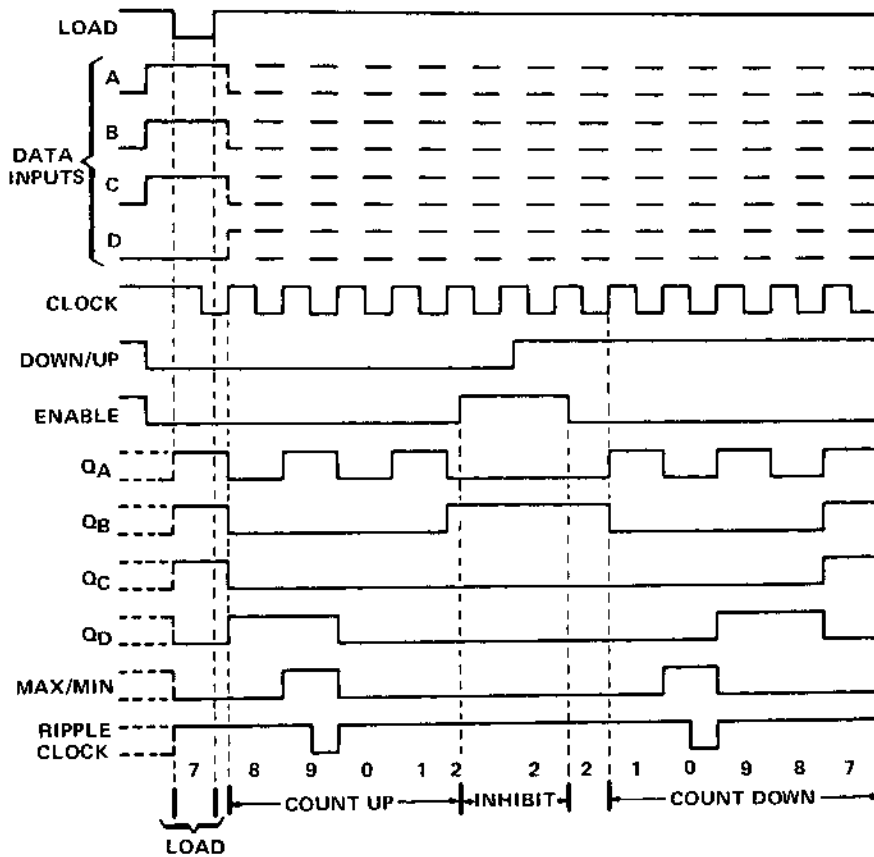 LOAD
A
B
DATA
INPUTS
C
D
CLOCK
DOWN/UP
ENABLE
QA
QB
QC
QD
MAX/MIN
RIPPLE
CLOCK
7 8 9 0 1 2 2 2 1 0 9 8 7
COUNT UP INHIBIT COUNT DOWN
LOAD